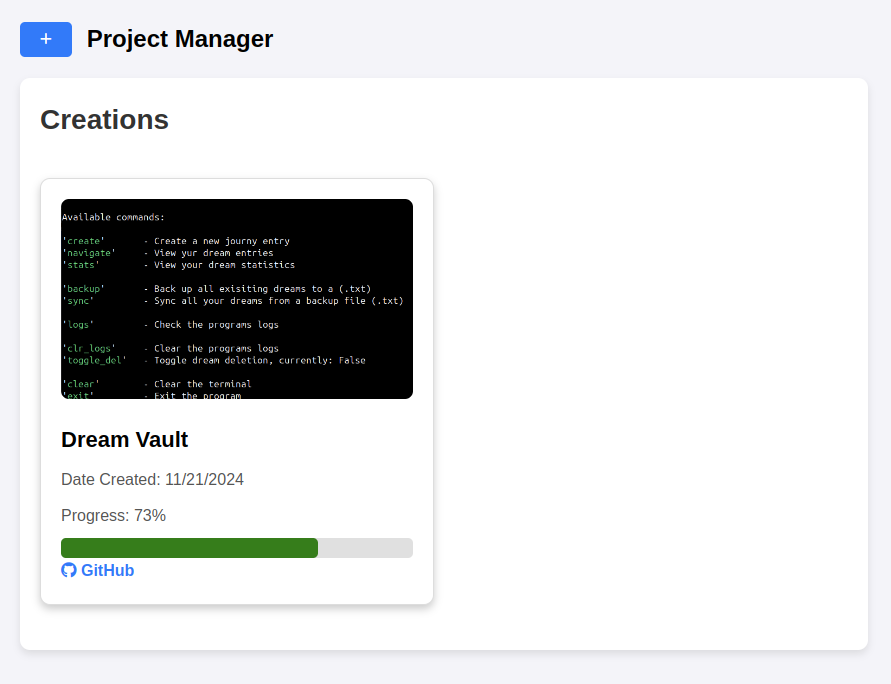 + Project Manager
Creations
Available commands:
'create' - Create a new journy entry
'navigate' - View yur dream entries
'stats' - View your dream statistics
'backup' - Back up all exisiting dreams to a (.txt)
'sync' - Sync all your dreams from a backup file (.txt)
'logs' - Check the programs logs
'clr_logs' - Clear the programs logs
'toggle_del' - Toggle dream deletion, currently: False
'clear' - Clear the terminal
'exit' - Exit the program
Dream Vault
Date Created: 11/21/2024
Progress: 73%
GitHub